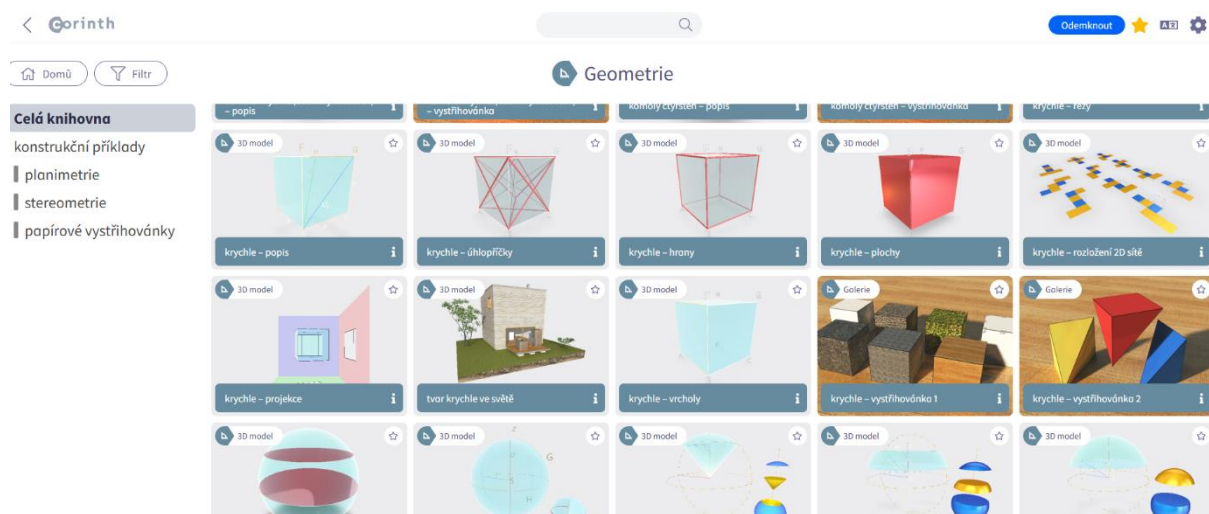 Corinth
Odemknout
Domů
Filtr
Geometrie
Celá knihovna
konstrukční příklady
planimetrie
stereometrie
papírové vystřihovánky
– popis
– vystřihovánka
komolý čtyřstěn – popis
komolý čtyřstěn – vystřihovánka
krychle – řezy
3D model
3D model
3D model
3D model
3D model
krychle – popis
krychle – úhlopříčky
krychle – hrany
krychle – plochy
krychle – rozložení 2D sítě
3D model
3D model
3D model
Galerie
Galerie
krychle – projekce
tvar krychle ve světě
krychle – vrcholy
krychle – vystřihovánka 1
krychle – vystřihovánka 2
3D model
3D model
3D model
3D model
3D model
Z
G
S
H